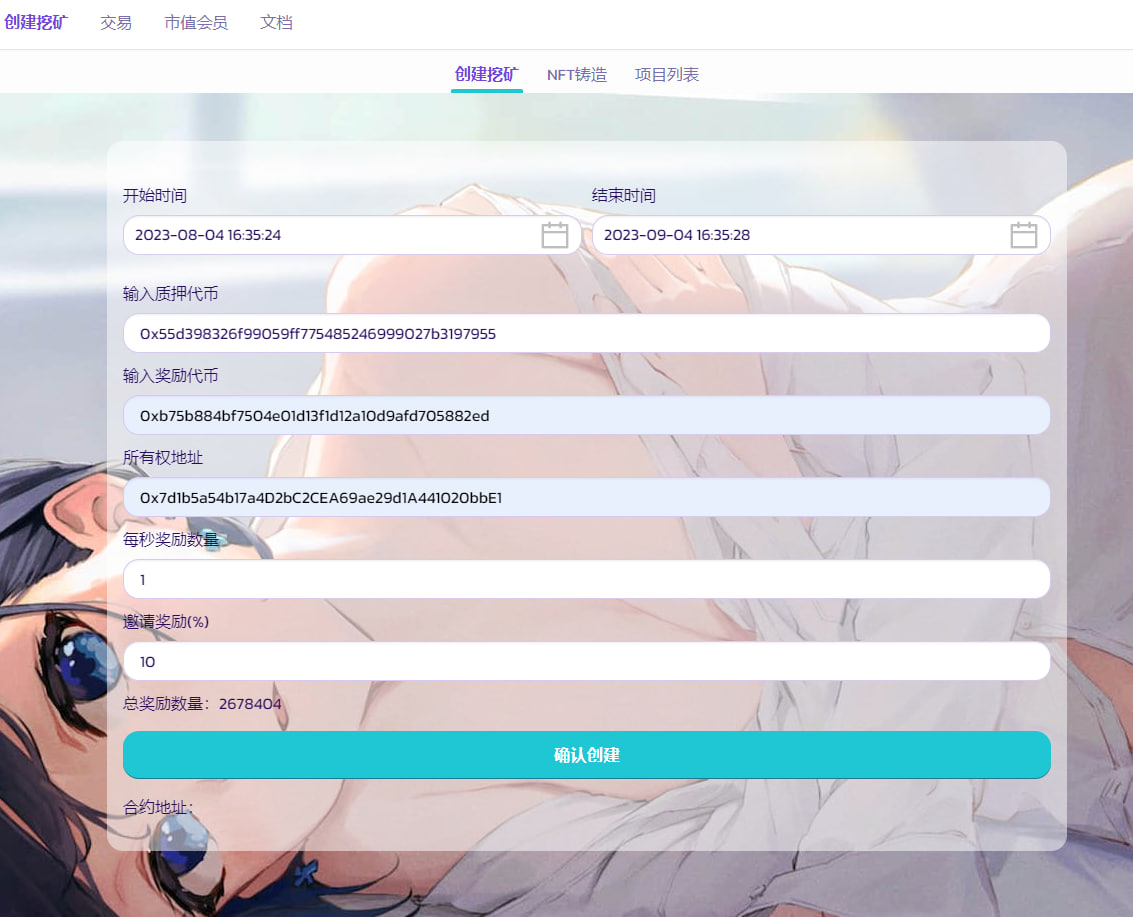 创建挖矿 交易 市值会员 文档
创建挖矿 NFT铸造 项目列表
开始时间 结束时间
2023-08-04 16:35:24 2023-09-04 16:35:28
输入质押代币
0x55d398326f99059ff775485246999027b3197955
输入奖励代币
0xb75b884bf7504e01d13f1d12a10d9afd705882ed
所有权地址
0x7d1b5a54b17a4D2bC2CEA69ae29d1A441020bbE1
每秒奖励数量
1
邀请奖励(%)
10
总奖励数量：2678404
确认创建
合约地址：